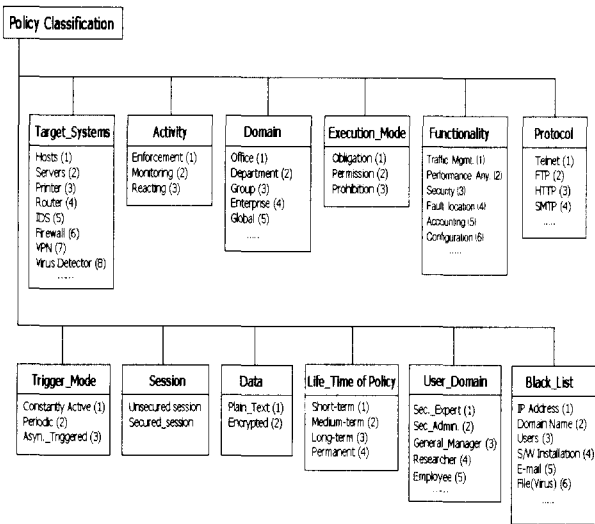 Policy Classification
Target_Systems
Hosts (1)
Servers (2)
Printer (3)
Router (4)
IDS (5)
Firewall (6)
VPN (7)
Virus Detector (8)
.....
Activity
Enforcement (1)
Monitoring (2)
Reacting (3)
Domain
Office (1)
Department (2)
Group (3)
Enterprise (4)
Global (5)
.....
Execution_Mode
Obligation (1)
Permission (2)
Prohibition (3)
Functionality
Traffic Mgmt. (1)
Performance Any. (2)
Security (3)
Fault location (4)
Accounting (5)
Configuration (6)
.....
Protocol
Telnet (1)
FTP (2)
HTTP (3)
SMTP (4)
.....
Trigger_Mode
Constantly Active (1)
Periodic (2)
Asyn._Triggered (3)
Session
Unsecured session
Secured_session
Data
Plain_Text (1)
Encrypted (2)
Life_Time of Policy
Short-term (1)
Medium-term (2)
Long-term (3)
Permanent (4)
User_Domain
Sec._Expert (1)
Sec_Admin. (2)
General_Manager (3)
Researcher (4)
Employee (5)
......
Black_List
IP Address (1)
Domain Name (2)
Users (3)
S/W Installation (4)
E-mail (5)
File(Virus) (6)
.....